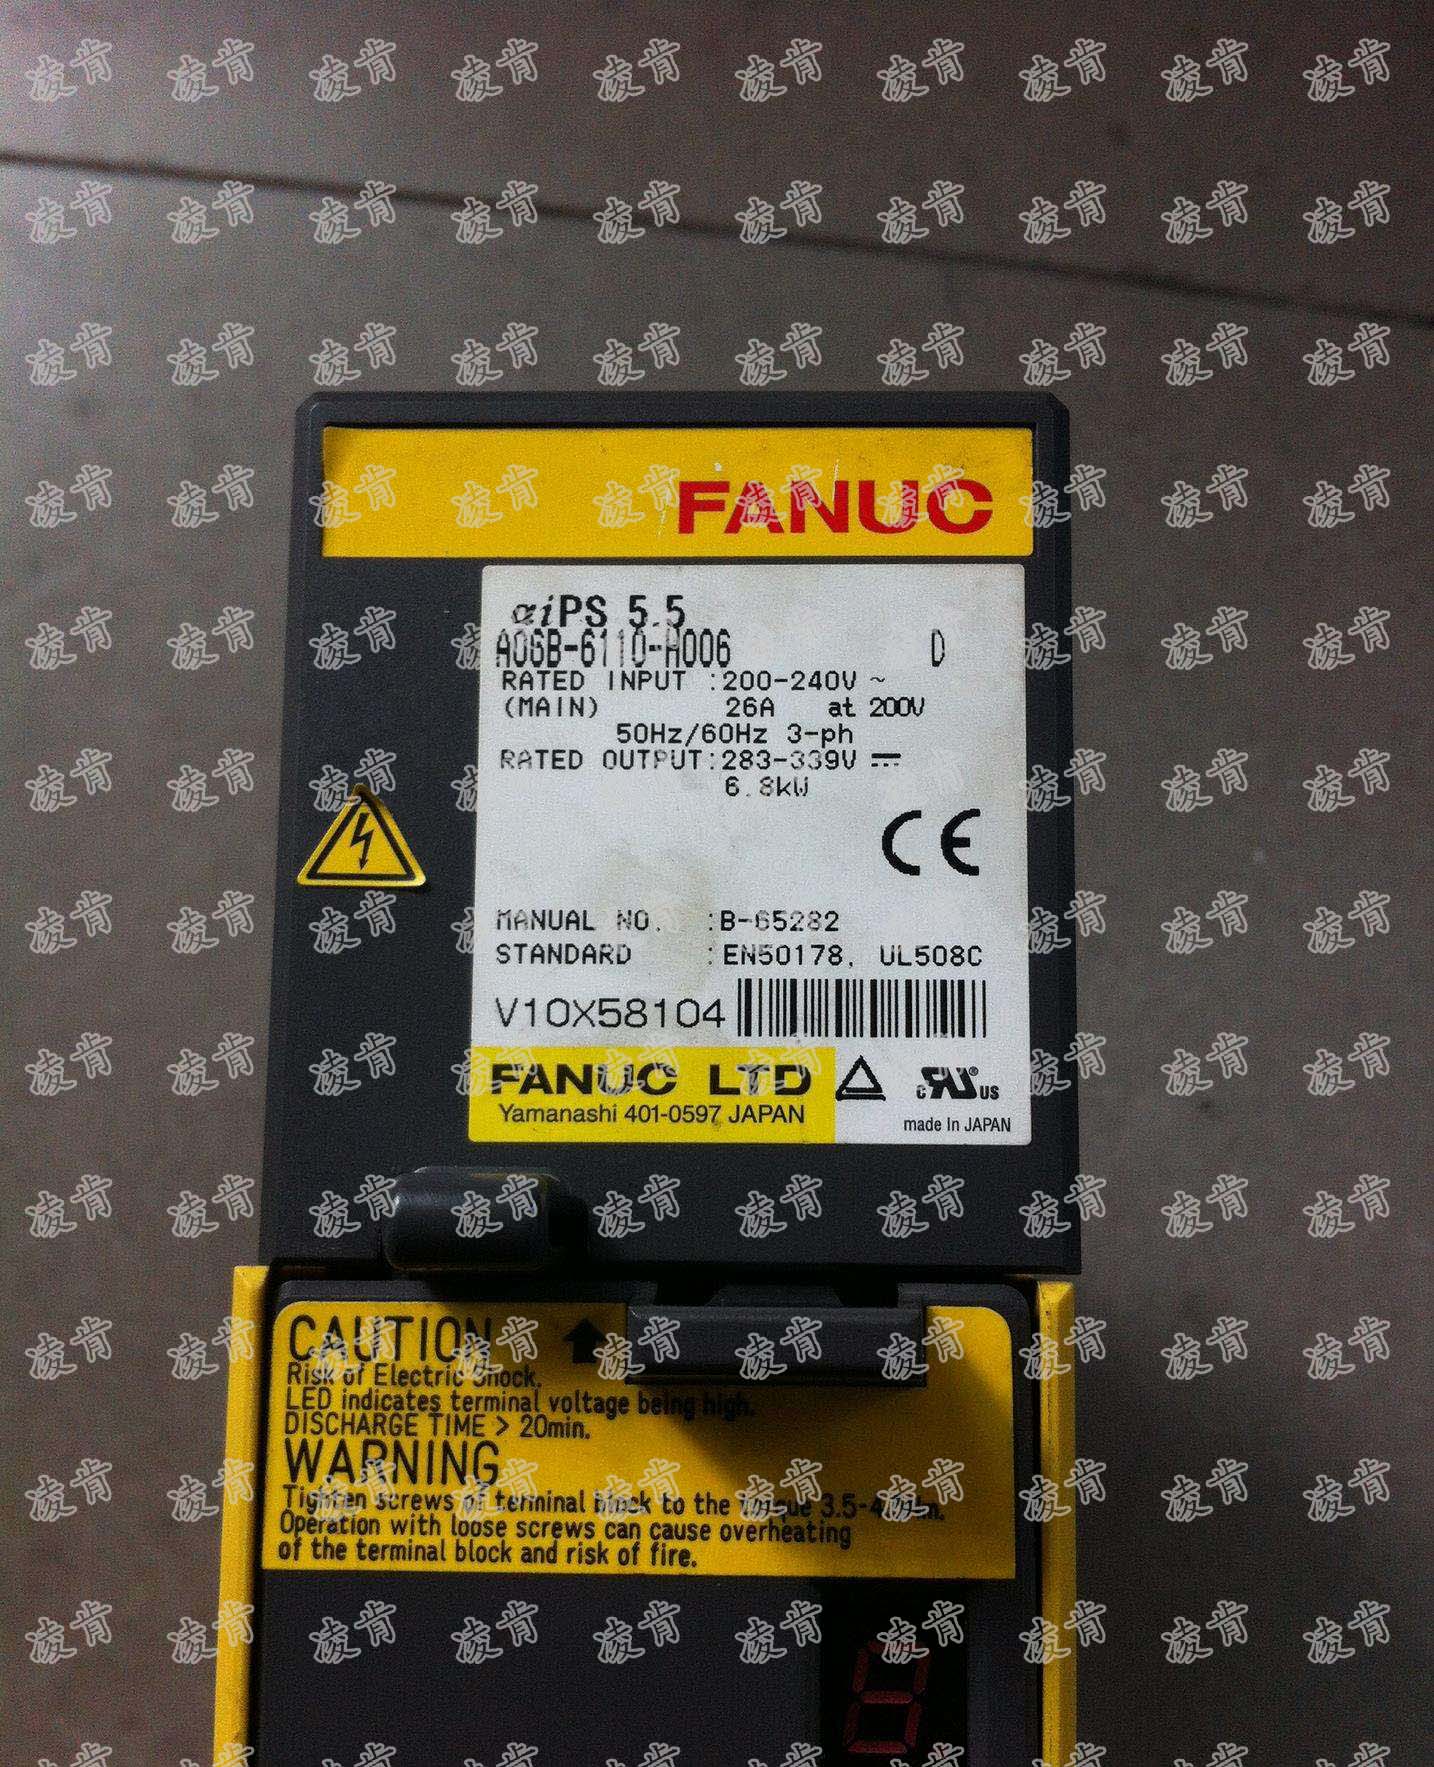 FANUC
αiPS 5.5
A06B-6110-H006 D
RATED INPUT :200-240V ~
(MAIN) 26A at 200V
50Hz/60Hz 3-ph
RATED OUTPUT:283-339V ⎓
6.8kW
CE
MANUAL NO. :B-65282
STANDARD :EN50178, UL508C
V10X58104
FANUC LTD
Yamanashi 401-0597 JAPAN
c RU ® US
made In JAPAN
CAUTION
Risk of Electric Shock.
LED indicates terminal voltage being high.
DISCHARGE TIME > 20min.
WARNING
Tighten screws of terminal block to the torque 3.5-
Operation with loose screws can cause overheating
of the terminal block and risk of fire.